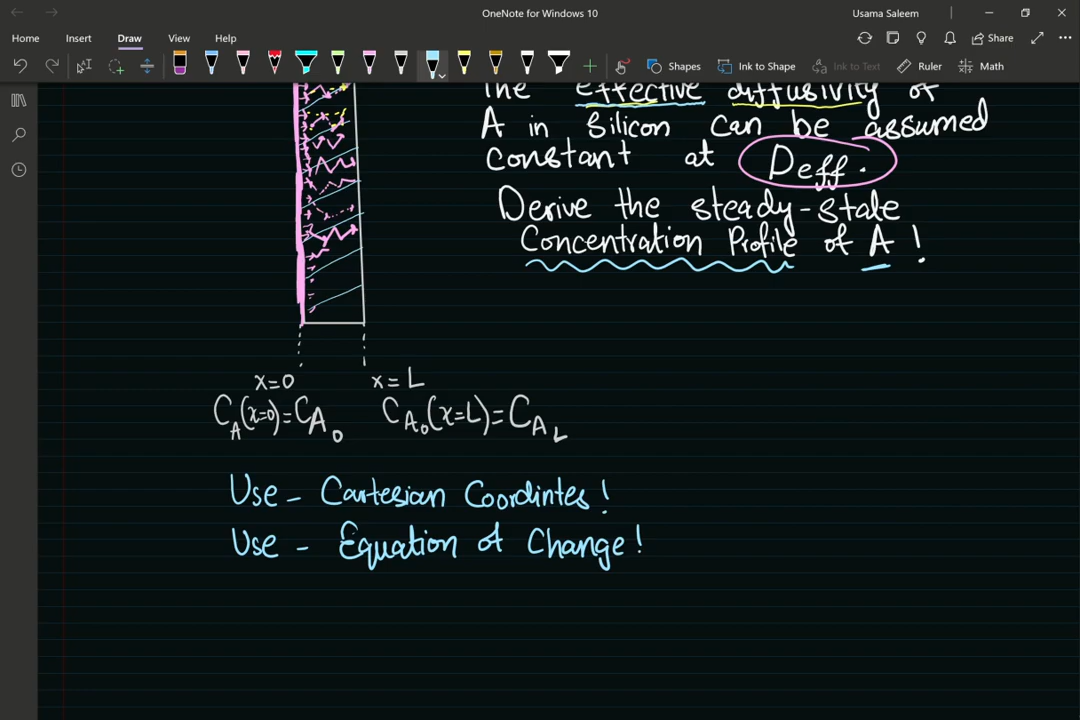 OneNote for Windows 10
Usama Saleem
Home Insert Draw View Help
Share
Shapes Ink to Shape Ink to Text Ruler Math
The effective diffusivity of
A in Silicon can be assumed
Constant at Deff.
Derive the steady-state
Concentration Profile of A !
x=0 x=L
CA(x=0)=CA0 CA0(x=L)=CAL
Use - Cartesian Coordintes!
Use - Equation of Change!